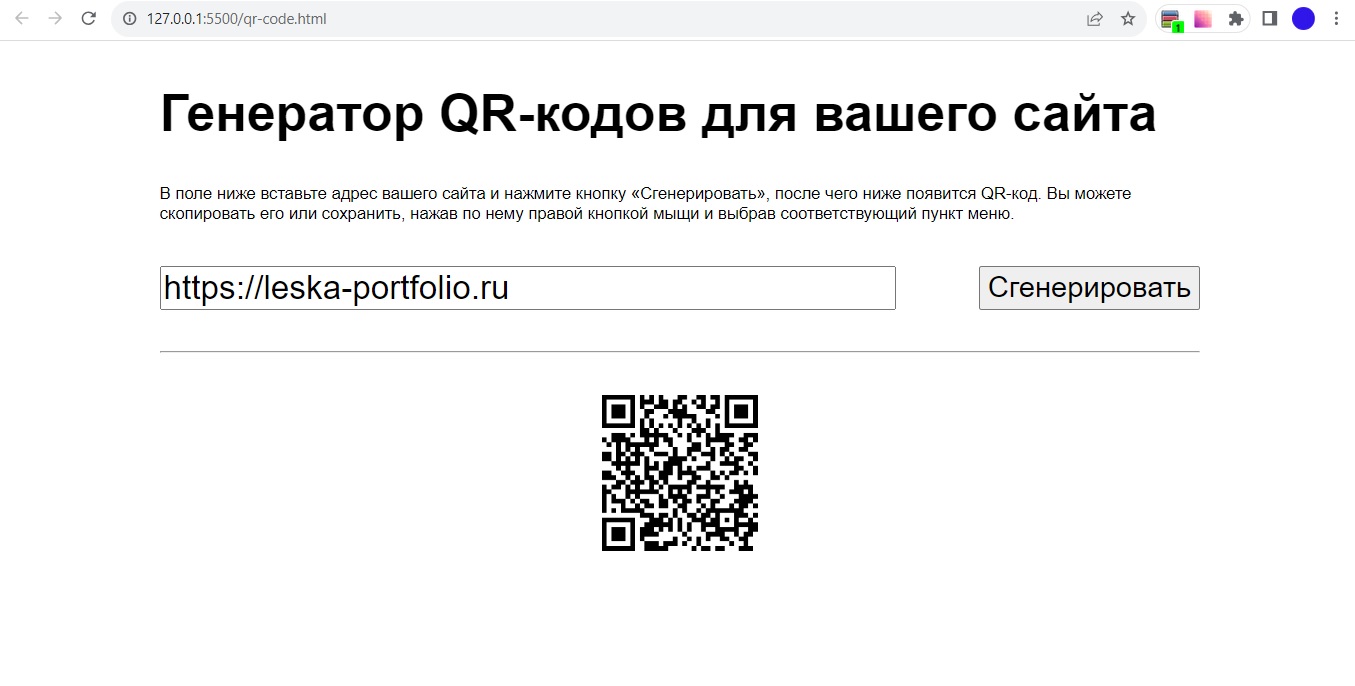 127.0.0.1:5500/qr-code.html
1
Генератор QR-кодов для вашего сайта
В поле ниже вставьте адрес вашего сайта и нажмите кнопку «Сгенерировать», после чего ниже появится QR-код. Вы можете
скопировать его или сохранить, нажав по нему правой кнопкой мыщи и выбрав соответствующий пункт меню.
https://leska-portfolio.ru
Сгенерировать